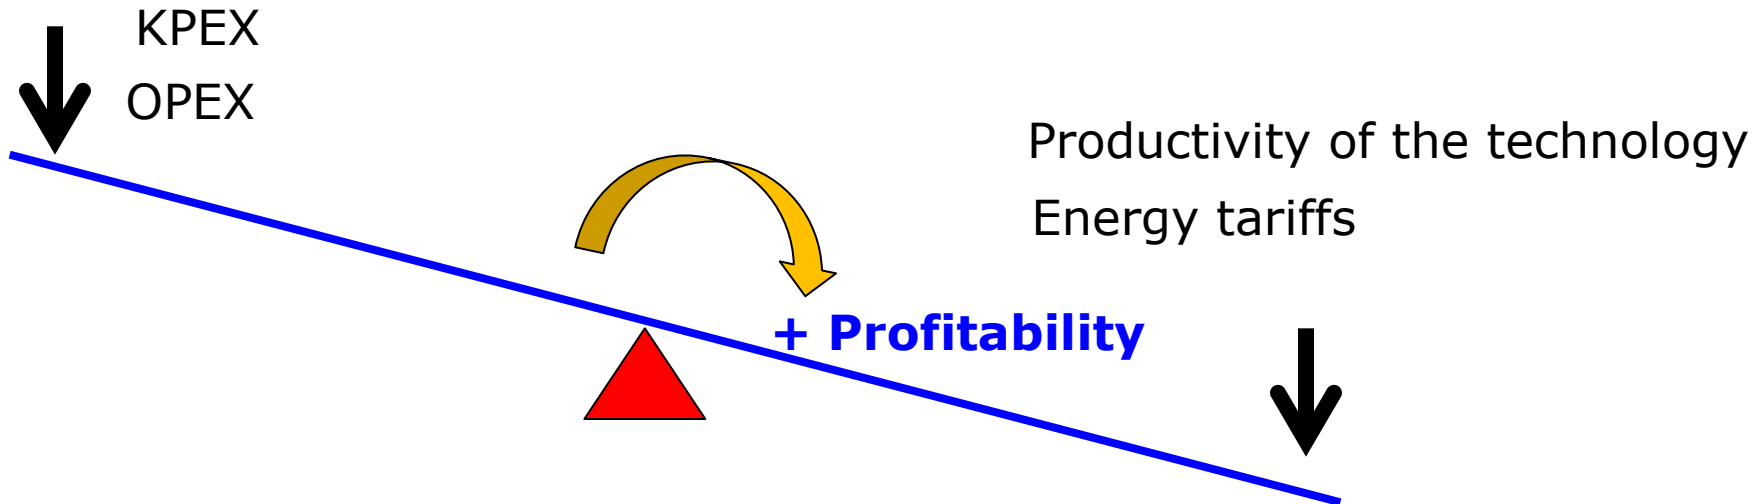 KPEX
OPEX
Productivity of the technology
Energy tariffs
+ Profitability